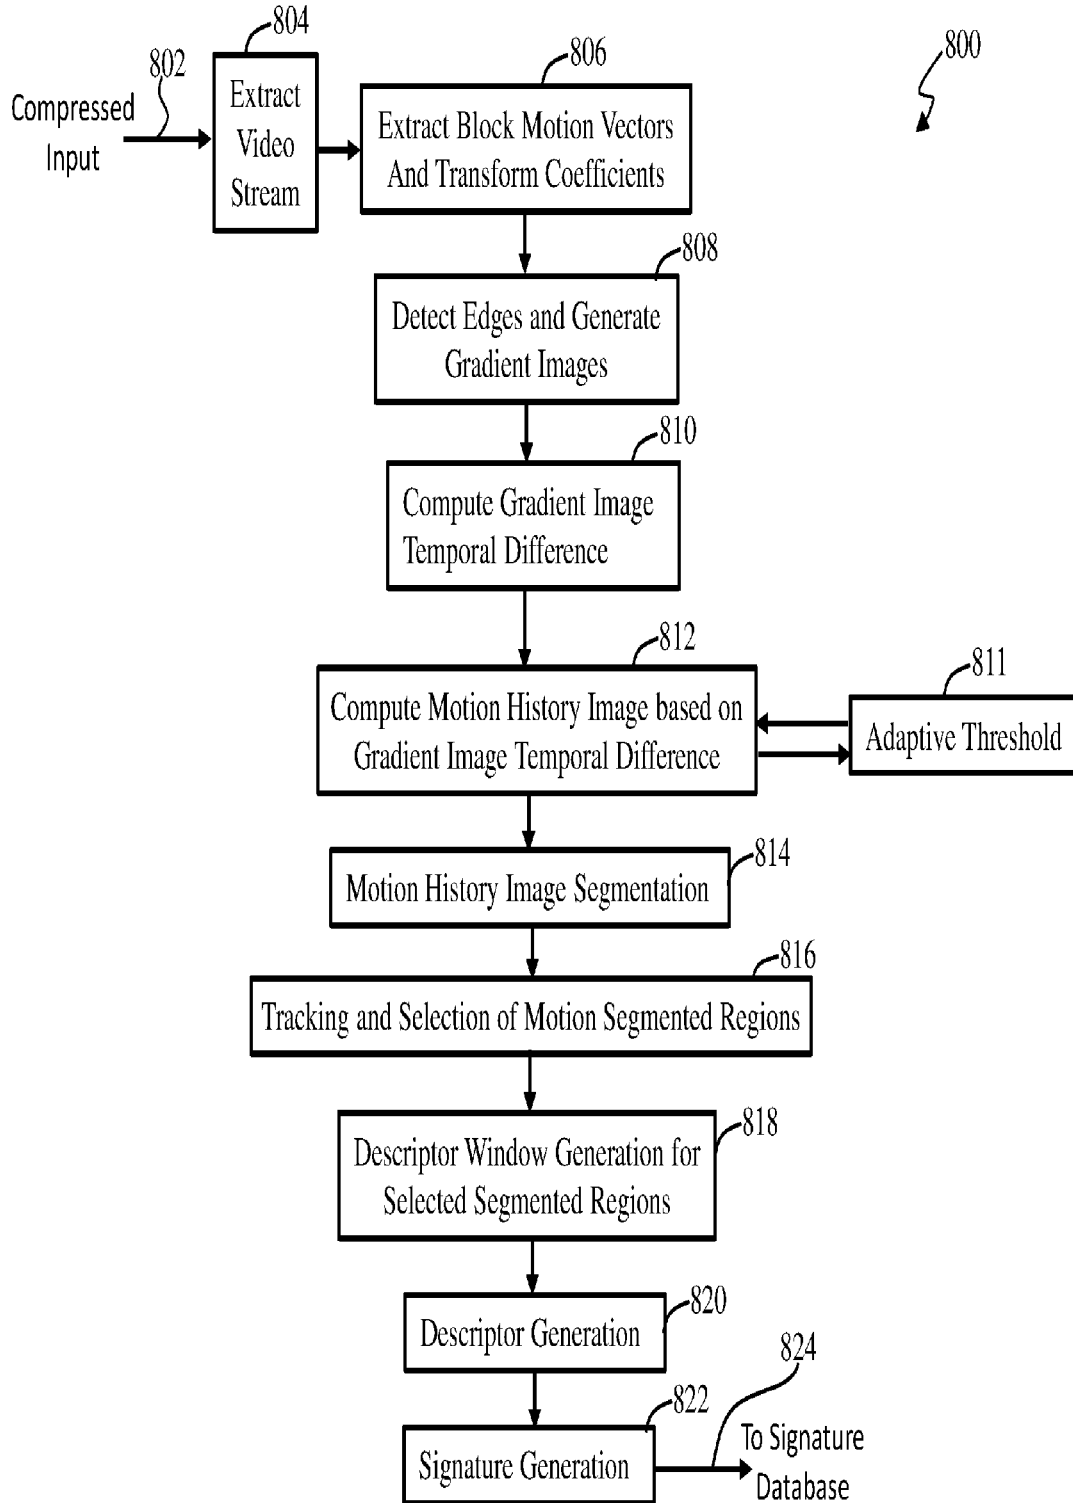 804
800
802
806
Compressed
Input
Extract
Video
Stream
Extract Block Motion Vectors
And Transform Coefficients
808
Detect Edges and Generate
Gradient Images
810
Compute Gradient Image
Temporal Difference
812
811
Compute Motion History Image based on
Gradient Image Temporal Difference
Adaptive Threshold
814
Motion History Image Segmentation
816
Tracking and Selection of Motion Segmented Regions
818
Descriptor Window Generation for
Selected Segmented Regions
820
Descriptor Generation
824
822
Signature Generation
To Signature
Database